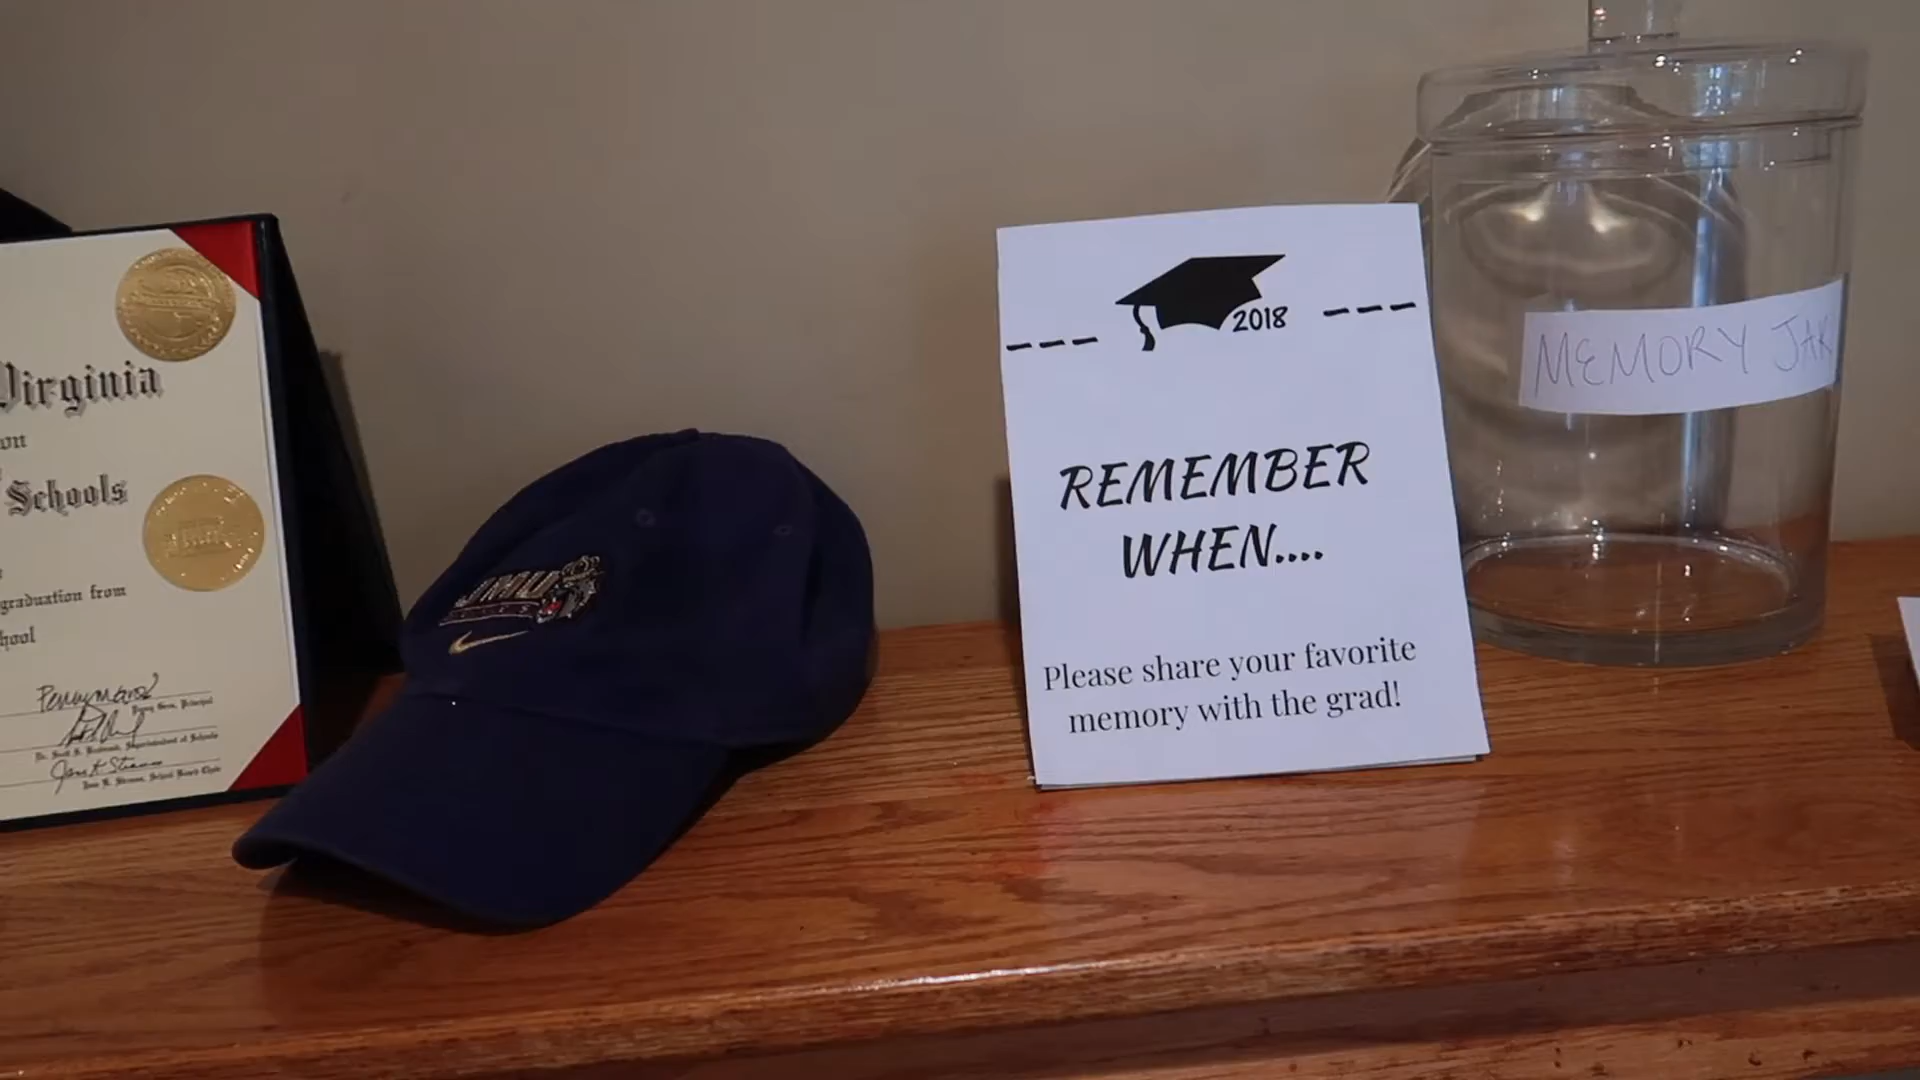 Virginia
on
Schools
graduation from
hool
JMU
2018
REMEMBER
WHEN....
Please share your favorite
memory with the grad!
MEMORY JAR